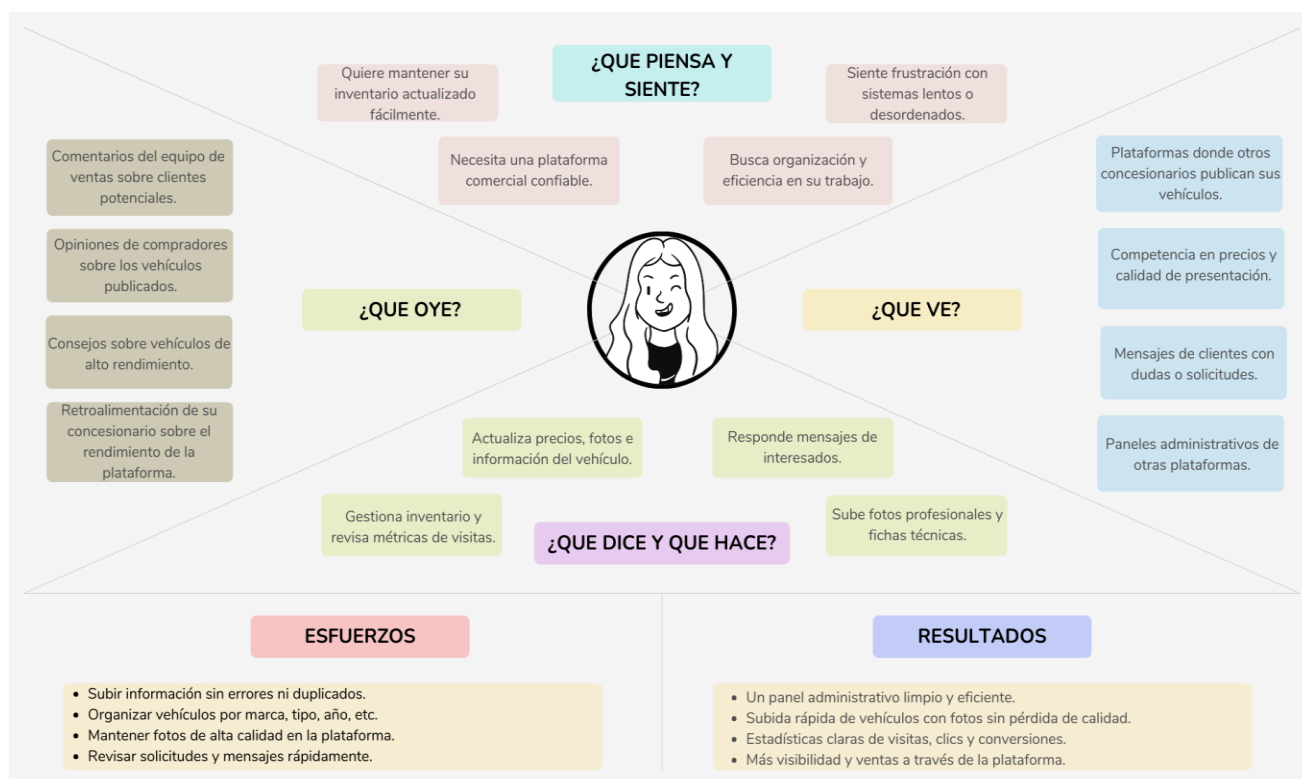 ¿QUE PIENSA Y
SIENTE?
Quiere mantener su
inventario actualizado
fácilmente.
Siente frustración con
sistemas lentos o
desordenados.
Necesita una plataforma
comercial confiable.
Busca organización y
eficiencia en su trabajo.
Comentarios del equipo de
ventas sobre clientes
potenciales.
Opiniones de compradores
sobre los vehículos
publicados.
Consejos sobre vehículos de
alto rendimiento.
Retroalimentación de su
concesionario sobre el
rendimiento de la
plataforma.
¿QUE OYE?
¿QUE VE?
Plataformas donde otros
concesionarios publican sus
vehículos.
Competencia en precios y
calidad de presentación.
Mensajes de clientes con
dudas o solicitudes.
Paneles administrativos de
otras plataformas.
Actualiza precios, fotos e
información del vehículo.
Responde mensajes de
interesados.
Gestiona inventario y
revisa métricas de visitas.
Sube fotos profesionales y
fichas técnicas.
¿QUE DICE Y QUE HACE?
ESFUERZOS
• Subir información sin errores ni duplicados.
• Organizar vehículos por marca, tipo, año, etc.
• Mantener fotos de alta calidad en la plataforma.
• Revisar solicitudes y mensajes rápidamente.
RESULTADOS
• Un panel administrativo limpio y eficiente.
• Subida rápida de vehículos con fotos sin pérdida de calidad.
• Estadísticas claras de visitas, clics y conversiones.
• Más visibilidad y ventas a través de la plataforma.